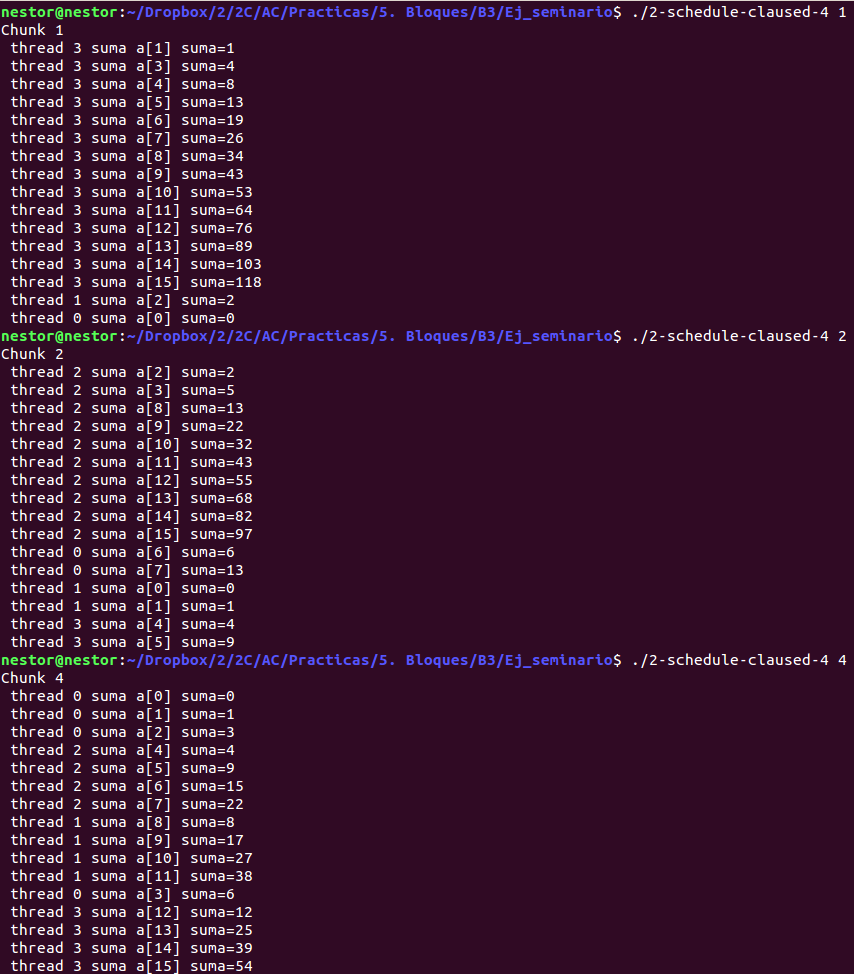 nestor@nestor:~/Dropbox/2/2C/AC/Practicas/5. Bloques/B3/Ej_seminario$ ./2-schedule-claused-4 1
Chunk 1
 thread 3 suma a[1] suma=1
 thread 3 suma a[3] suma=4
 thread 3 suma a[4] suma=8
 thread 3 suma a[5] suma=13
 thread 3 suma a[6] suma=19
 thread 3 suma a[7] suma=26
 thread 3 suma a[8] suma=34
 thread 3 suma a[9] suma=43
 thread 3 suma a[10] suma=53
 thread 3 suma a[11] suma=64
 thread 3 suma a[12] suma=76
 thread 3 suma a[13] suma=89
 thread 3 suma a[14] suma=103
 thread 3 suma a[15] suma=118
 thread 1 suma a[2] suma=2
 thread 0 suma a[0] suma=0
nestor@nestor:~/Dropbox/2/2C/AC/Practicas/5. Bloques/B3/Ej_seminario$ ./2-schedule-claused-4 2
Chunk 2
 thread 2 suma a[2] suma=2
 thread 2 suma a[3] suma=5
 thread 2 suma a[8] suma=13
 thread 2 suma a[9] suma=22
 thread 2 suma a[10] suma=32
 thread 2 suma a[11] suma=43
 thread 2 suma a[12] suma=55
 thread 2 suma a[13] suma=68
 thread 2 suma a[14] suma=82
 thread 2 suma a[15] suma=97
 thread 0 suma a[6] suma=6
 thread 0 suma a[7] suma=13
 thread 1 suma a[0] suma=0
 thread 1 suma a[1] suma=1
 thread 3 suma a[4] suma=4
 thread 3 suma a[5] suma=9
nestor@nestor:~/Dropbox/2/2C/AC/Practicas/5. Bloques/B3/Ej_seminario$ ./2-schedule-claused-4 4
Chunk 4
 thread 0 suma a[0] suma=0
 thread 0 suma a[1] suma=1
 thread 0 suma a[2] suma=3
 thread 2 suma a[4] suma=4
 thread 2 suma a[5] suma=9
 thread 2 suma a[6] suma=15
 thread 2 suma a[7] suma=22
 thread 1 suma a[8] suma=8
 thread 1 suma a[9] suma=17
 thread 1 suma a[10] suma=27
 thread 1 suma a[11] suma=38
 thread 0 suma a[3] suma=6
 thread 3 suma a[12] suma=12
 thread 3 suma a[13] suma=25
 thread 3 suma a[14] suma=39
 thread 3 suma a[15] suma=54